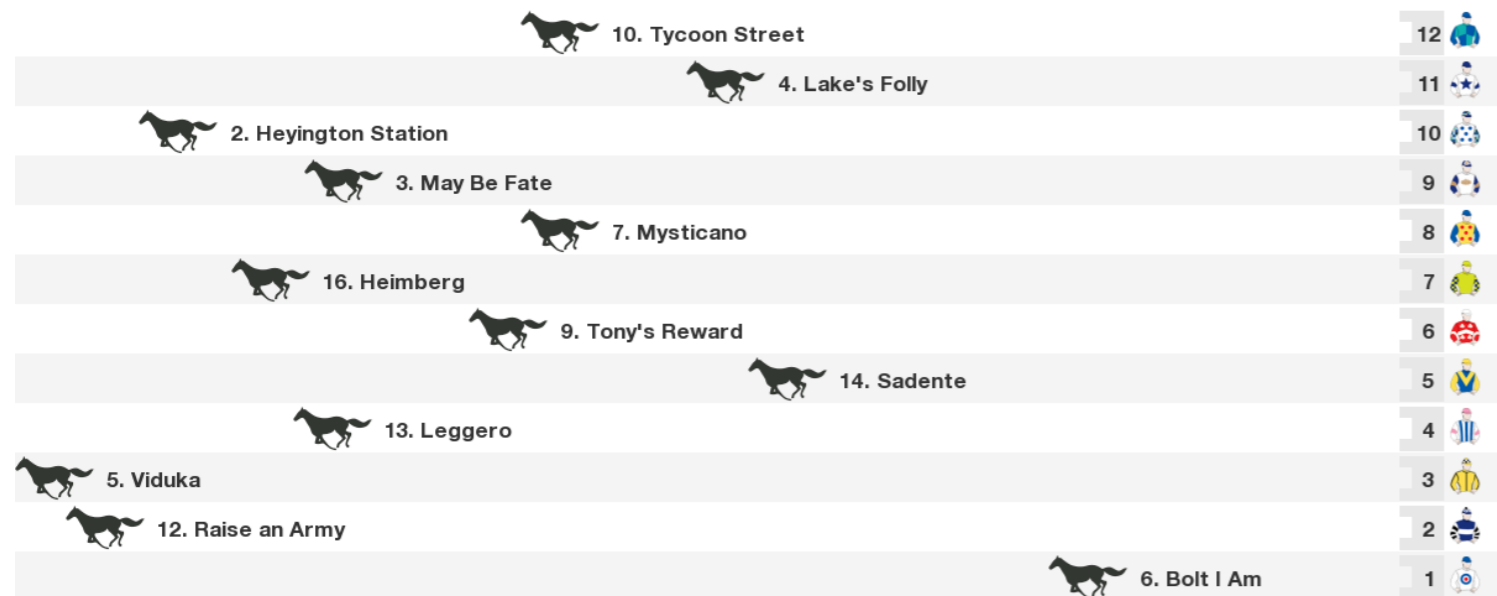 10. Tycoon Street 12
4. Lake's Folly 11
2. Heyington Station 10
3. May Be Fate 9
7. Mysticano 8
16. Heimberg 7
9. Tony's Reward 6
14. Sadente 5
13. Leggero 4
5. Viduka 3
12. Raise an Army 2
6. Bolt I Am 1